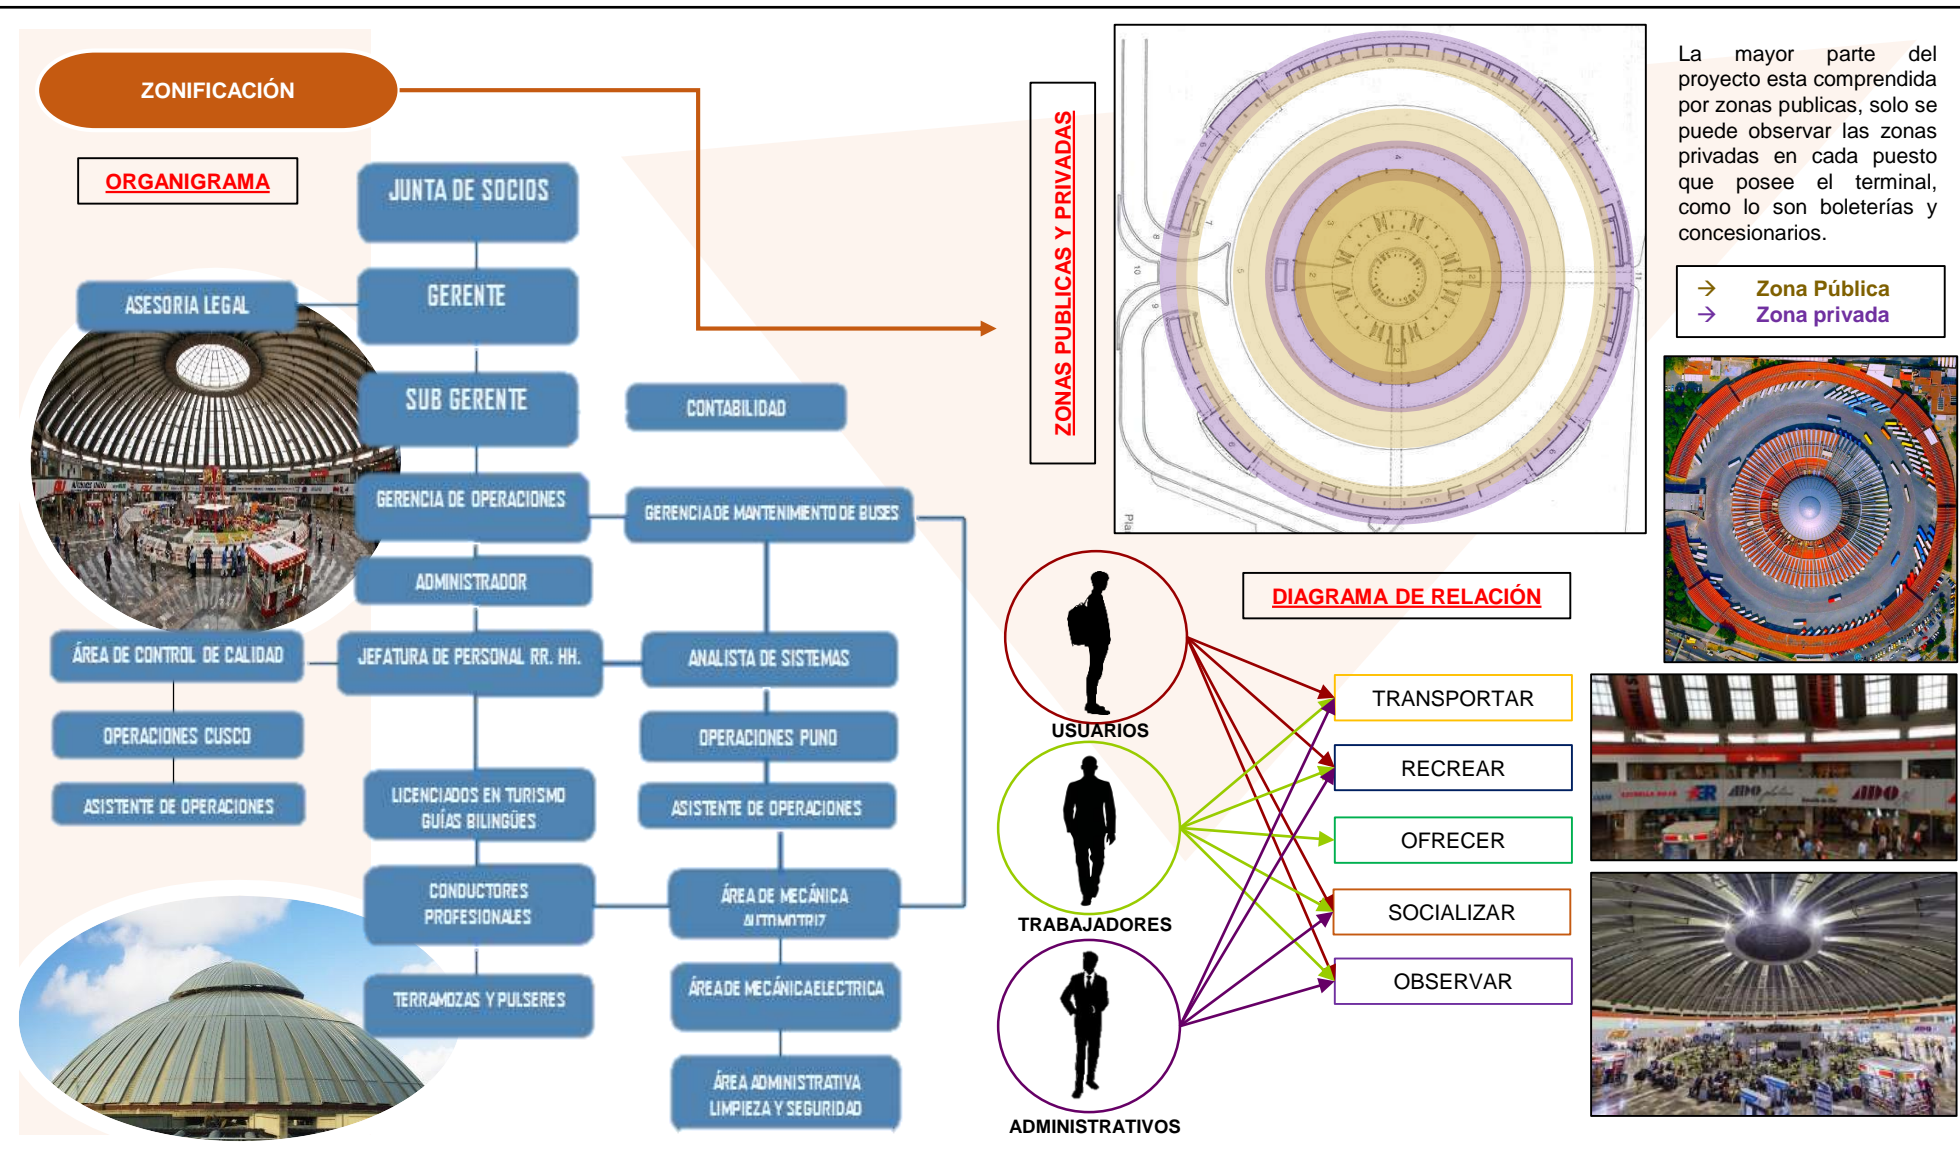 ZONIFICACIÓN
ORGANIGRAMA
JUNTA DE SOCIOS
GERENTE
ASESORIA LEGAL
SUB GERENTE
CONTABILIDAD
GERENCIA DE OPERACIONES
GERENCIA DE MANTENIMIENTO DE BUSES
ADMINISTRADOR
ÁREA DE CONTROL DE CALIDAD
JEFATURA DE PERSONAL RR. HH.
ANALISTA DE SISTEMAS
OPERACIONES CUSCO
OPERACIONES PUNO
ASISTENTE DE OPERACIONES
LICENCIADOS EN TURISMO
GUÍAS BILINGÜES
ASISTENTE DE OPERACIONES
CONDUCTORES
PROFESIONALES
ÁREA DE MECÁNICA
AUTOMOTRIZ
TERRAMOZAS Y PULSERES
ÁREA DE MECÁNICA ELECTRICA
ÁREA ADMINISTRATIVA
LIMPIEZA Y SEGURIDAD
ZONAS PUBLICAS Y PRIVADAS
La mayor parte del
proyecto esta comprendida
por zonas publicas, solo se
puede observar las zonas
privadas en cada puesto
que posee el terminal,
como lo son boleterías y
concesionarios.
→ Zona Pública
→ Zona privada
DIAGRAMA DE RELACIÓN
USUARIOS
TRABAJADORES
ADMINISTRATIVOS
TRANSPORTAR
RECREAR
OFRECER
SOCIALIZAR
OBSERVAR
ADO
ADO